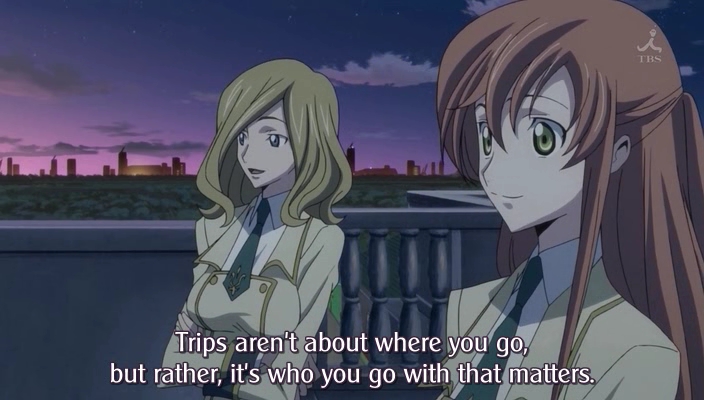 TBS
Trips aren't about where you go,
but rather, it's who you go with that matters.